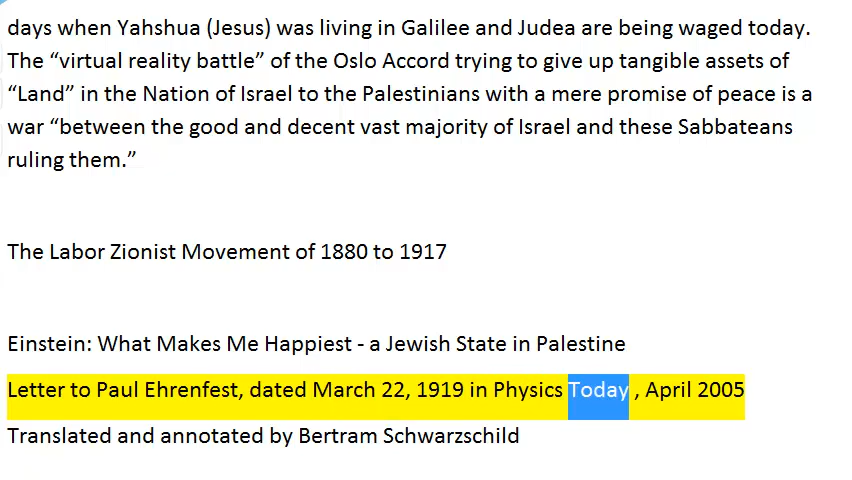 days when Yahshua (Jesus) was living in Galilee and Judea are being waged today.
The “virtual reality battle” of the Oslo Accord trying to give up tangible assets of
“Land” in the Nation of Israel to the Palestinians with a mere promise of peace is a
war “between the good and decent vast majority of Israel and these Sabbateans
ruling them.”
The Labor Zionist Movement of 1880 to 1917
Einstein: What Makes Me Happiest - a Jewish State in Palestine
Letter to Paul Ehrenfest, dated March 22, 1919 in Physics Today , April 2005
Translated and annotated by Bertram Schwarzschild